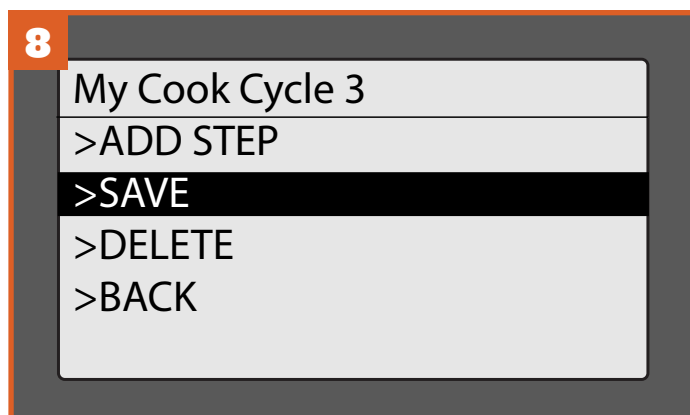 8
My Cook Cycle 3
>ADD STEP
>SAVE
>DELETE
>BACK